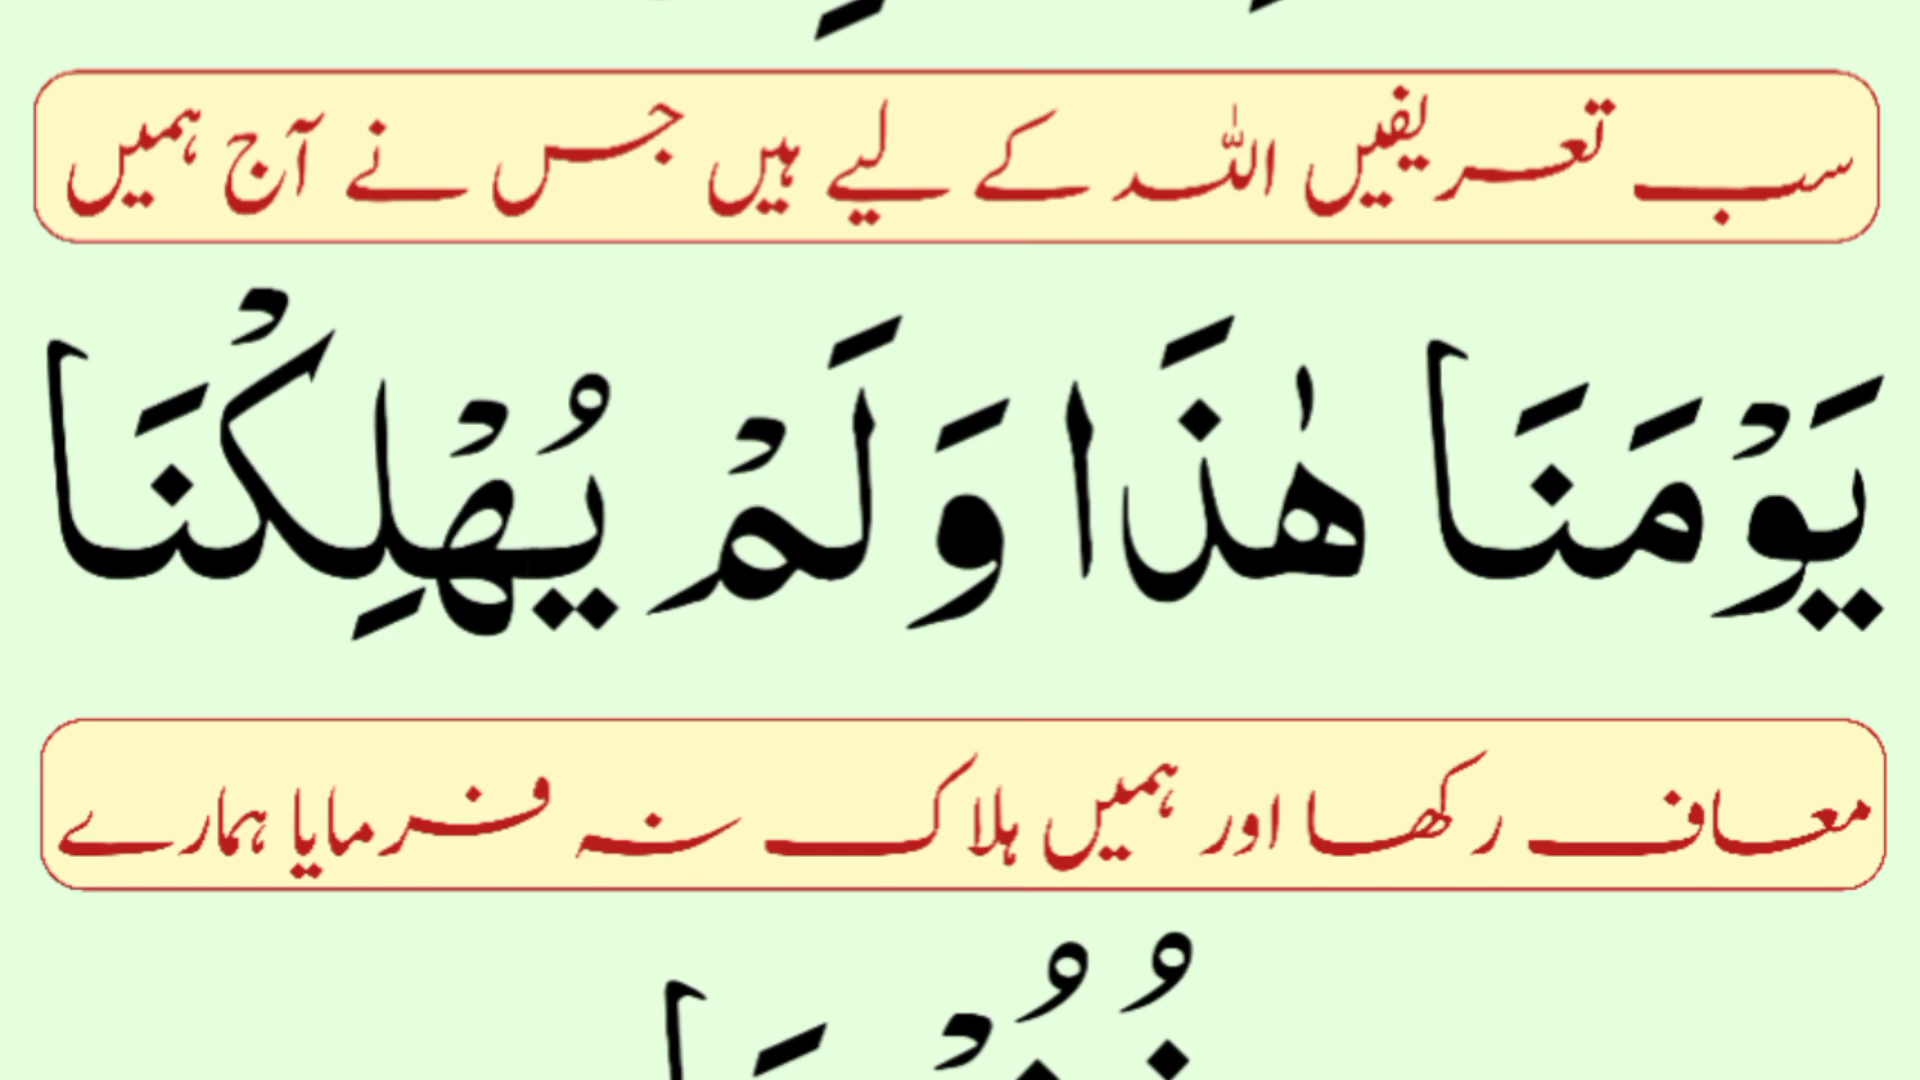 سب تعریفیں اللہ کے لیے ہیں جس نے آج ہمیں
يَوْمَنَا هٰذَا وَلَمْ يُهْلِكْنَا
معاف رکھا اور ہمیں ہلاک نہ فرمایا ہمارے